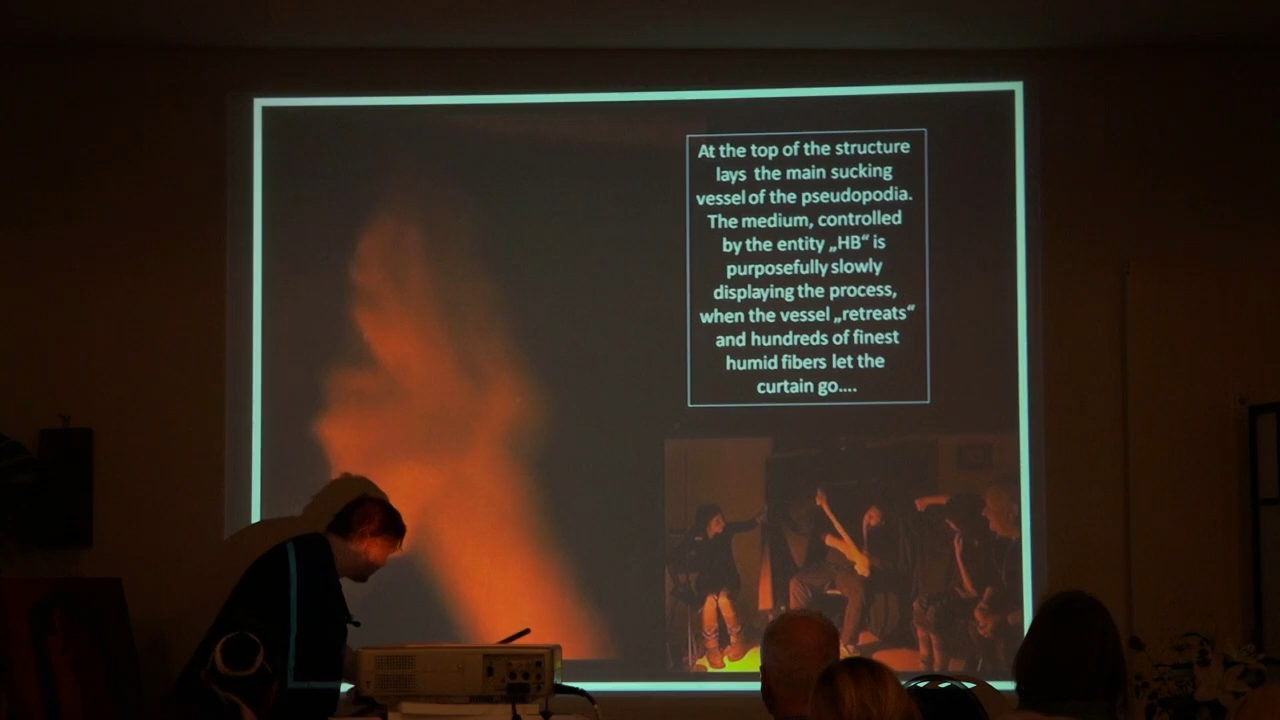 At the top of the structure
lays the main sucking
vessel of the pseudopodia.
The medium, controlled
by the entity „HB“ is
purposefully slowly
displaying the process,
when the vessel „retreats“
and hundreds of finest
humid fibers let the
curtain go....